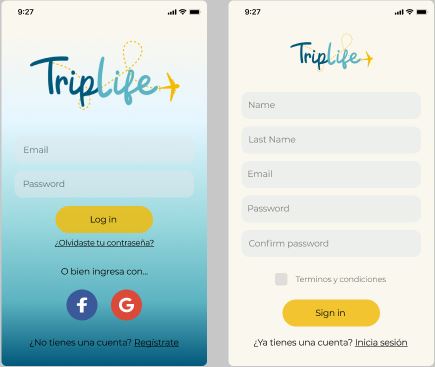 9:27
TripLife
Email
Password
Log in
¿Olvidaste tu contraseña?
O bien ingresa con...
f
G
¿No tienes una cuenta? Regístrate
9:27
TripLife
Name
Last Name
Email
Password
Confirm password
Terminos y condiciones
Sign in
¿Ya tienes una cuenta? Inicia sesión